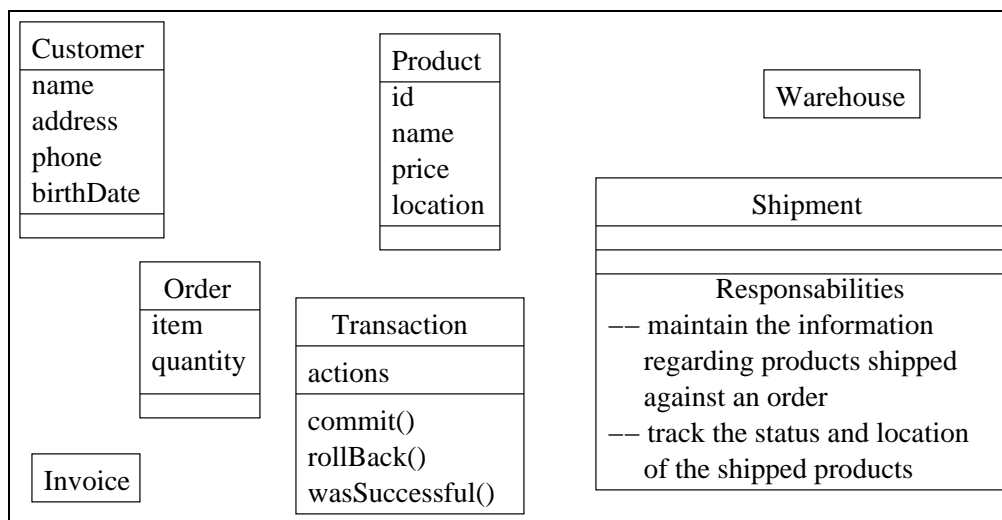 Customer
name
address
phone
birthDate
Product
id
name
price
location
Warehouse
Shipment
Responsabilities
–– maintain the information
regarding products shipped
against an order
–– track the status and location
of the shipped products
Order
item
quantity
Transaction
actions
commit()
rollBack()
wasSuccessful()
Invoice